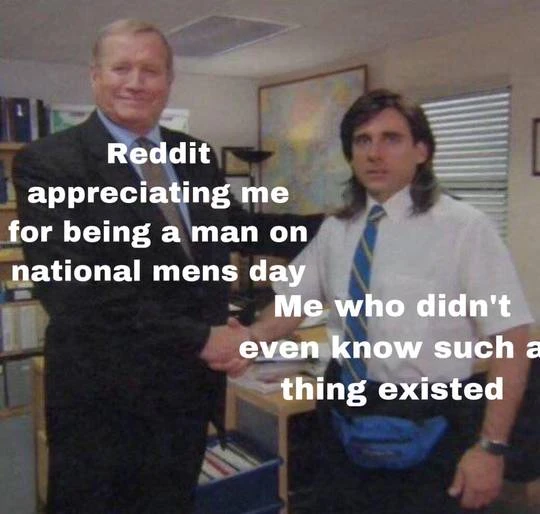 Reddit
appreciating me
for being a man on
national mens day
Me who didn't
even know such a
thing existed